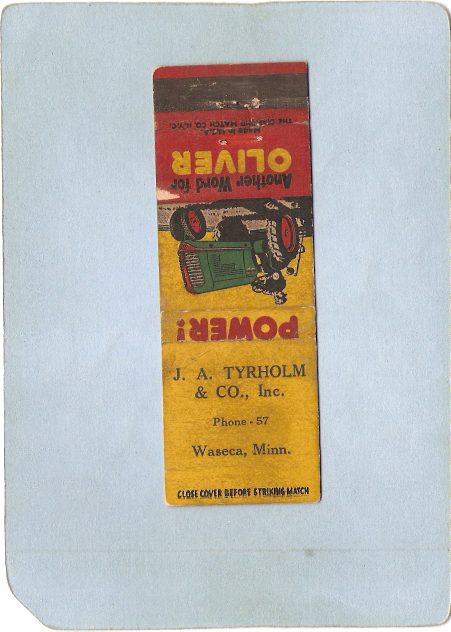 POWER!
Another Word for
OLIVER
MADE IN U.S.A.
THE DIAMOND MATCH CO. N.Y.C.
J. A. TYRHOLM
& CO., Inc.
Phone - 57
Waseca, Minn.
CLOSE COVER BEFORE STRIKING MATCH